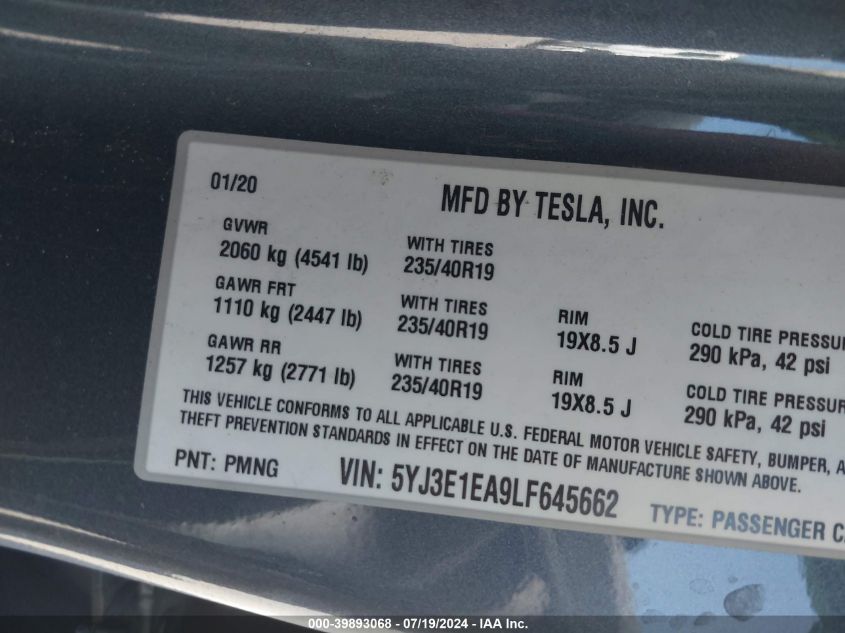 01/20
MFD BY TESLA, INC.
GVWR
2060 kg (4541 lb)
WITH TIRES
235/40R19
GAWR FRT
1110 kg (2447 lb)
WITH TIRES
235/40R19
RIM
19X8.5 J
COLD TIRE PRESSUR
290 kPa, 42 psi
GAWR RR
1257 kg (2771 lb)
WITH TIRES
235/40R19
RIM
19X8.5 J
COLD TIRE PRESSUR
290 kPa, 42 psi
THIS VEHICLE CONFORMS TO ALL APPLICABLE U.S. FEDERAL MOTOR VEHICLE SAFETY, BUMPER, A
THEFT PREVENTION STANDARDS IN EFFECT ON THE DATE OF MANUFACTURE SHOWN ABOVE.
PNT: PMNG
VIN: 5YJ3E1EA9LF645662
TYPE: PASSENGER C
000-39893068 - 07/19/2024 - IAA Inc.